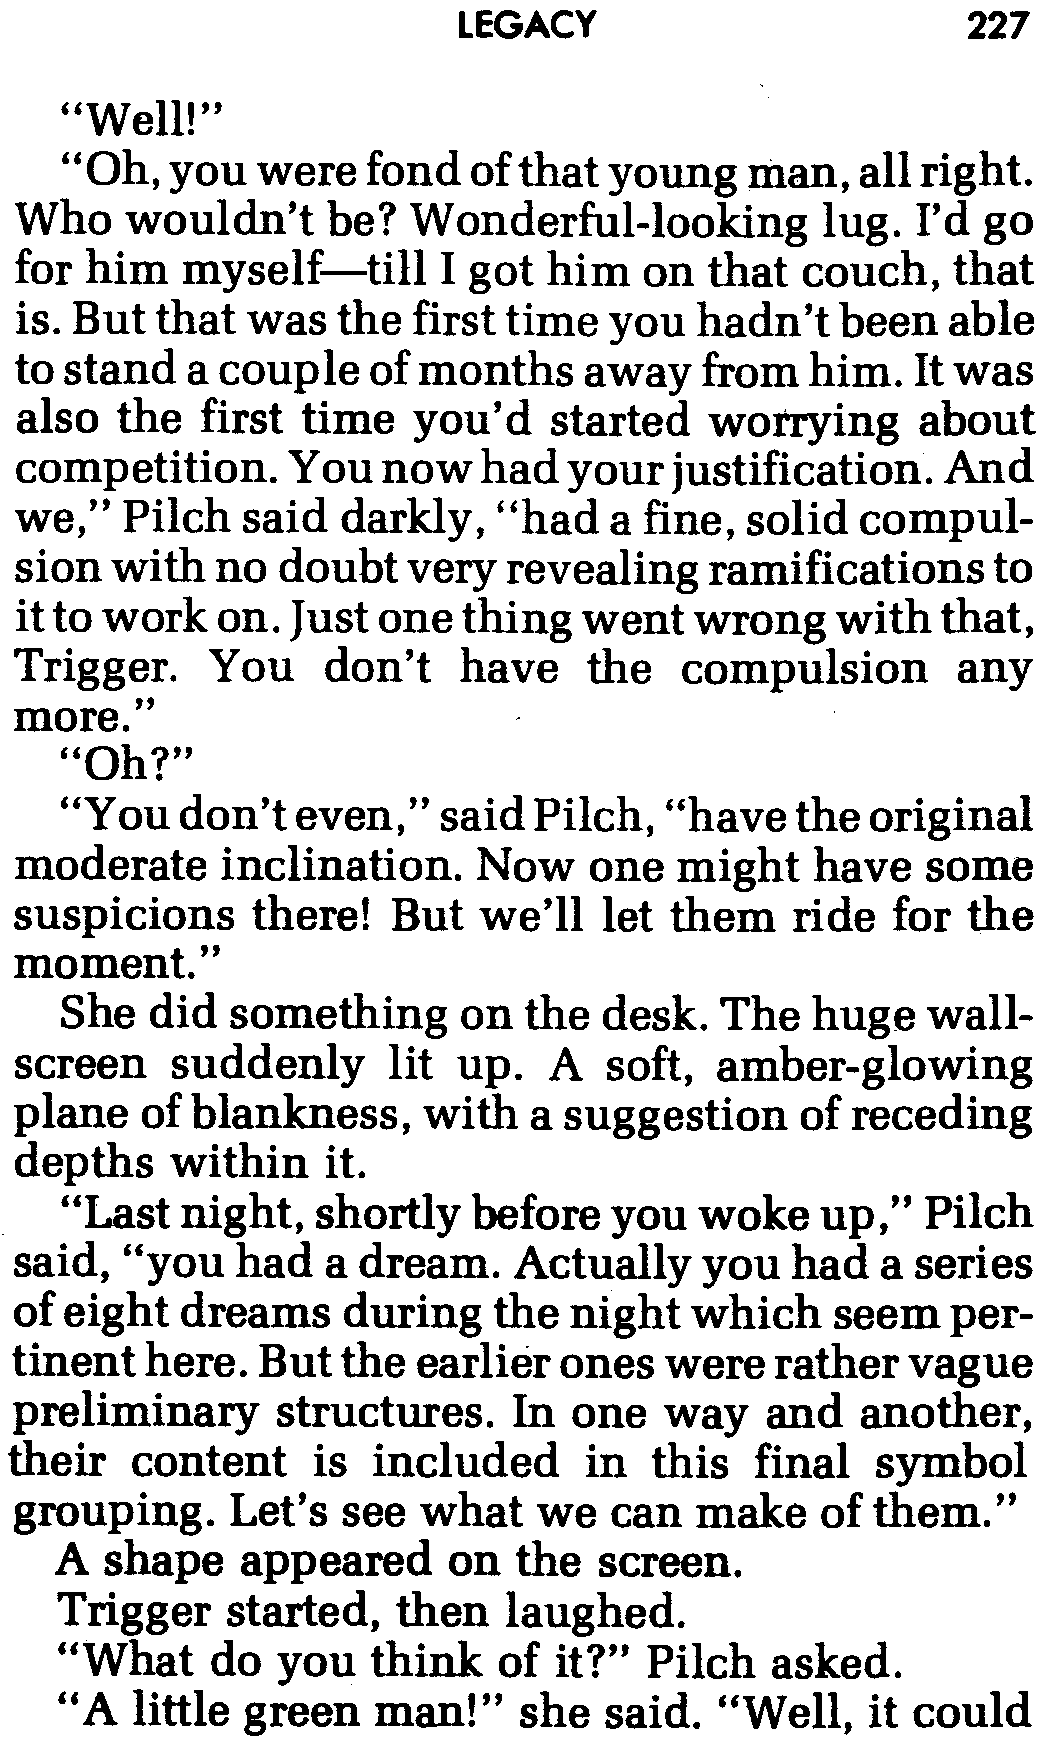 LEGACY 227
“Well!”
“Oh, you were fond of that young man, all right.
Who wouldn’t be? Wonderful-looking lug. I’d go
for him myself—till I got him on that couch, that
is. But that was the first time you hadn’t been able
to stand a couple of months away from him. It was
also the first time you’d started worrying about
competition. You now had your justification. And
we,” Pilch said darkly, “had a fine, solid compul-
sion with no doubt very revealing ramifications to
it to work on. Just one thing went wrong with that,
Trigger. You don’t have the compulsion any
more.”
“Oh?”
“You don’t even,” said Pilch, “have the original
moderate inclination. Now one might have some
suspicions there! But we’ll let them ride for the
moment.”
She did something on the desk. The huge wall-
screen suddenly lit up. A soft, amber-glowing
plane of blankness, with a suggestion of receding
depths within it.
“Last night, shortly before you woke up,” Pilch
said, “you had a dream. Actually you had a series
of eight dreams during the night which seem per-
tinent here. But the earlier ones were rather vague
preliminary structures. In one way and another,
their content is included in this final symbol
grouping. Let’s see what we can make of them.”
A shape appeared on the screen.
Trigger started, then laughed.
“What do you think of it?” Pilch asked.
“A little green man!” she said. “Well, it could